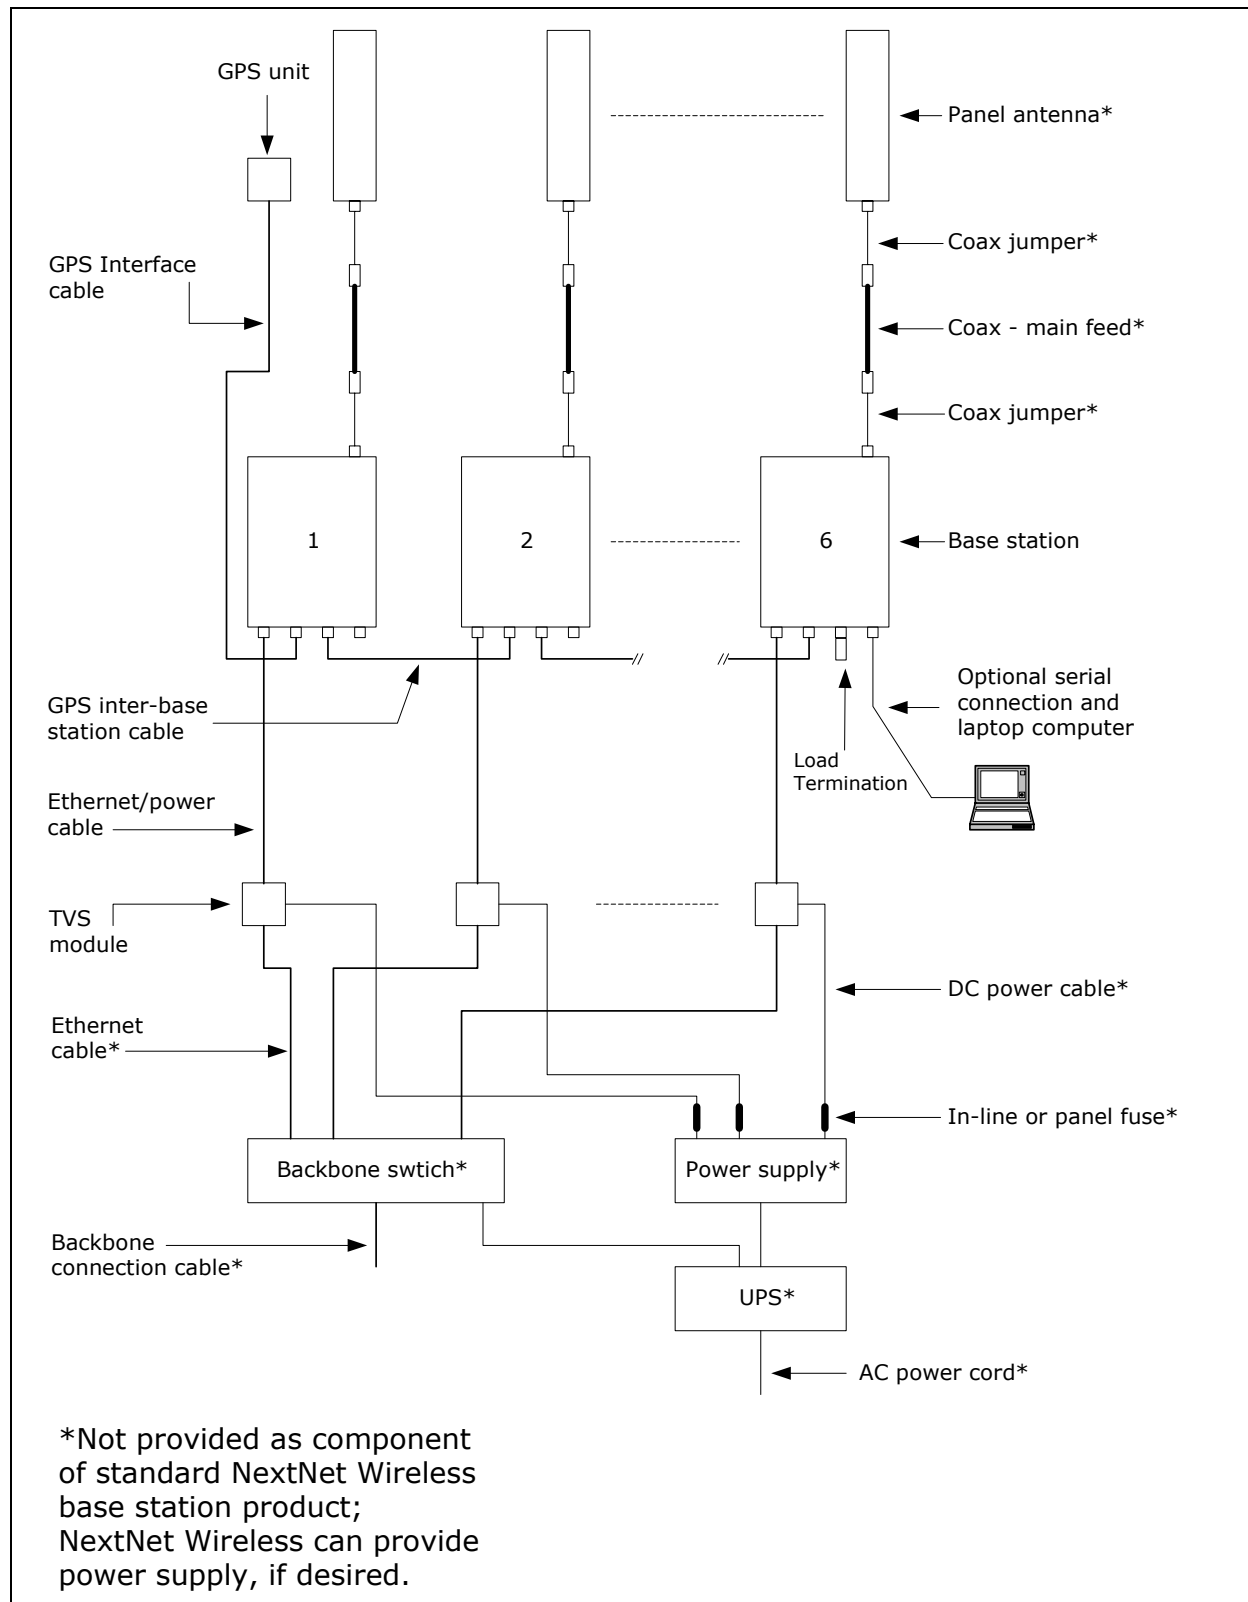 GPS unit
Panel antenna*
Coax jumper*
GPS Interface
cable
Coax - main feed*
Coax jumper*
1
2
6
Base station
GPS inter-base
station cable
Optional serial
connection and
laptop computer
Load
Termination
Ethernet/power
cable
TVS
module
DC power cable*
Ethernet
cable*
In-line or panel fuse*
Backbone swtich*
Power supply*
Backbone
connection cable*
UPS*
AC power cord*
*Not provided as component
of standard NextNet Wireless
base station product;
NextNet Wireless can provide
power supply, if desired.